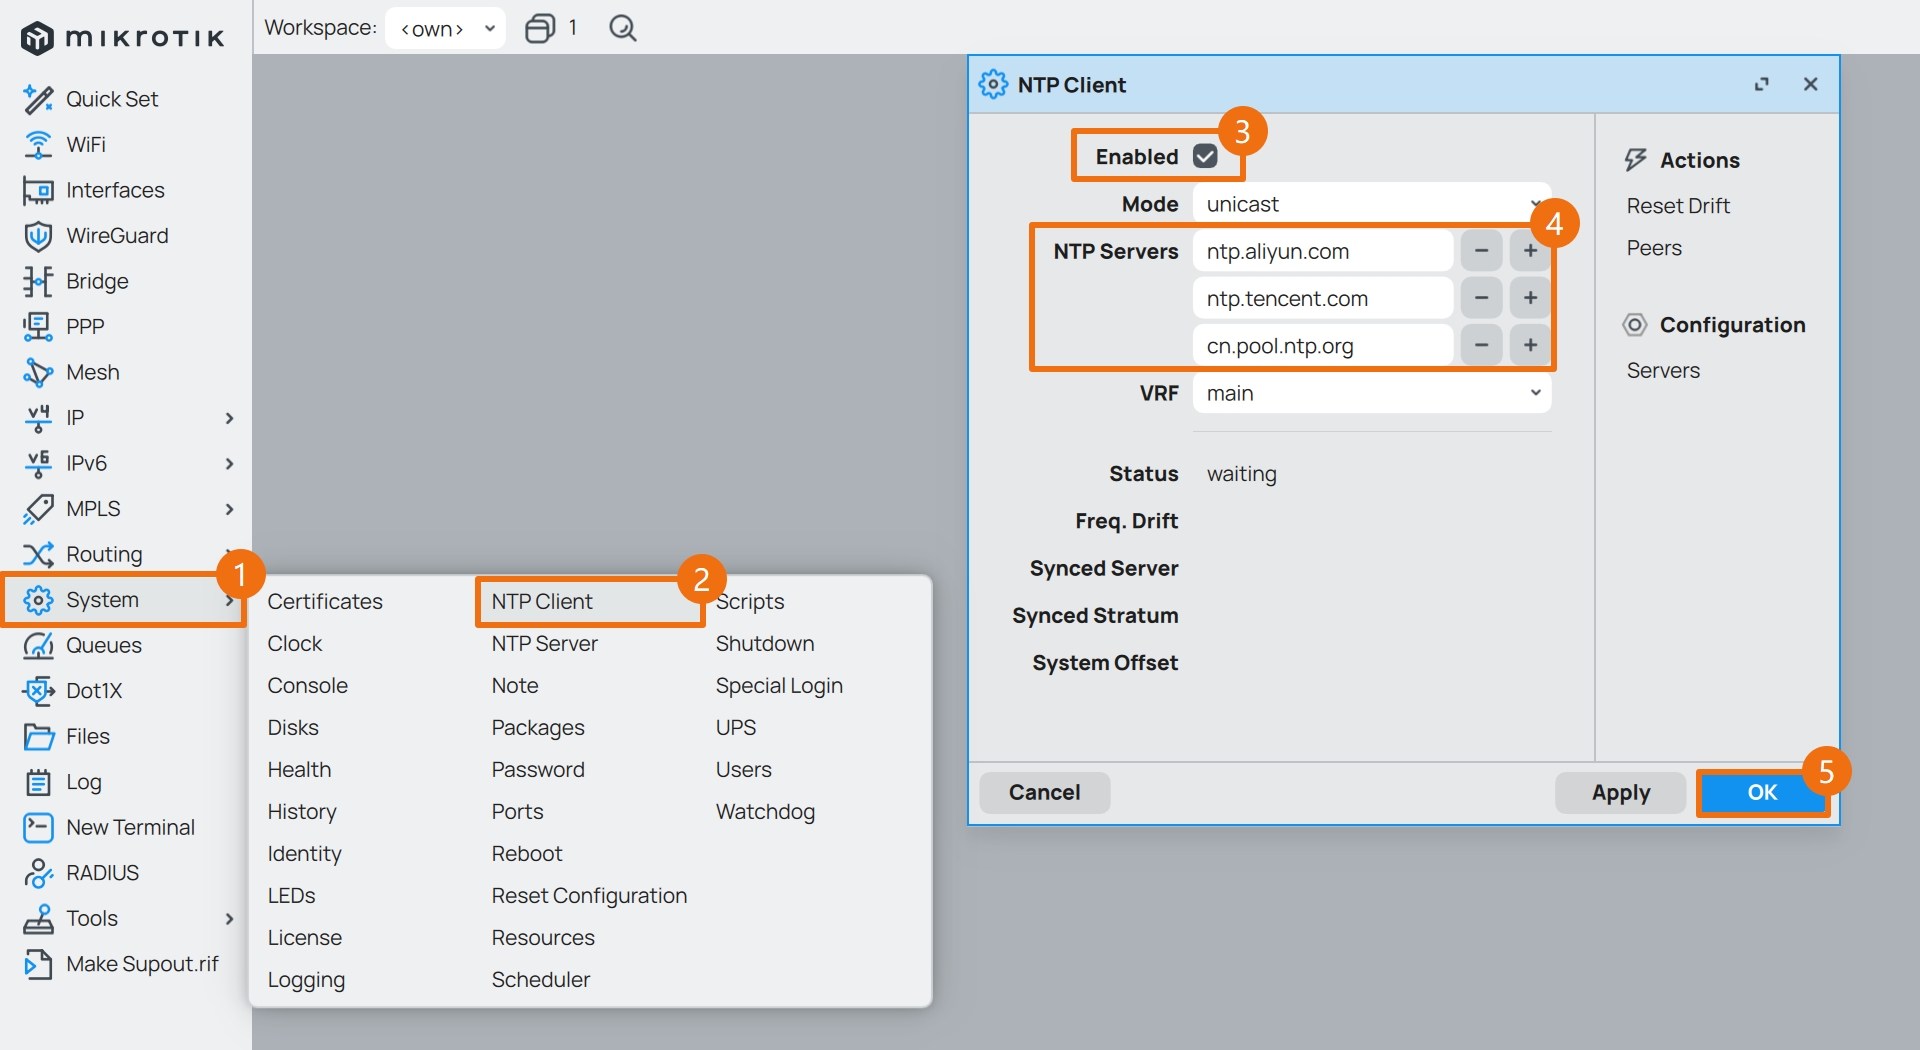 mikrotik
Workspace: <own> 1
Quick Set
WiFi
Interfaces
WireGuard
Bridge
PPP
Mesh
v4 IP
v6 IPv6
MPLS
Routing
System
1
Queues
Dot1X
Files
Log
New Terminal
RADIUS
Tools
Make Supout.rif
Certificates
Clock
Console
Disks
Health
History
Identity
LEDs
License
Logging
NTP Client
2
NTP Server
Note
Packages
Password
Ports
Reboot
Reset Configuration
Resources
Scheduler
Scripts
Shutdown
Special Login
UPS
Users
Watchdog
NTP Client
Enabled
3
Mode unicast
4
NTP Servers ntp.aliyun.com − +
ntp.tencent.com − +
cn.pool.ntp.org − +
VRF main
Status waiting
Freq. Drift
Synced Server
Synced Stratum
System Offset
Actions
Reset Drift
Peers
Configuration
Servers
Cancel
Apply
OK
5